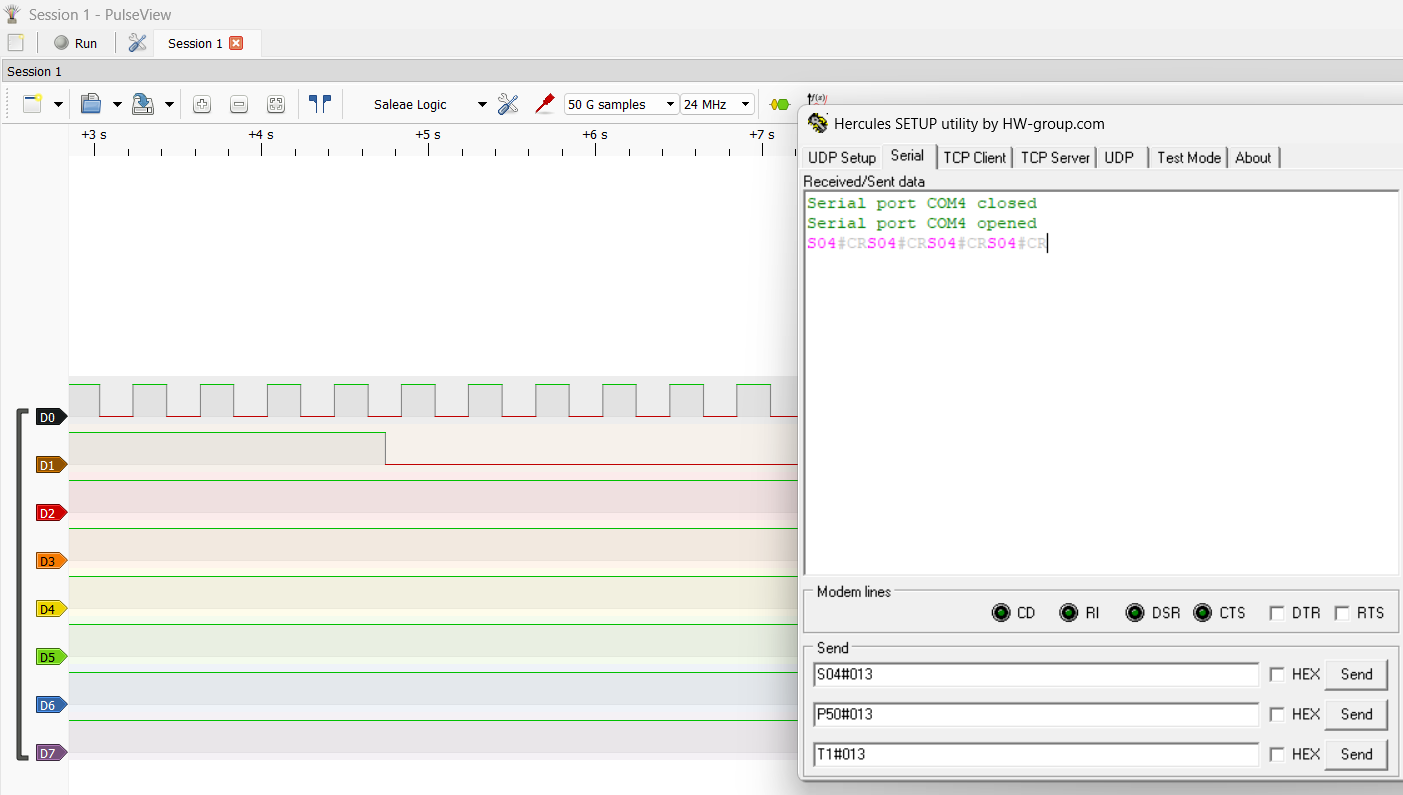 Session 1 - PulseView
Run
Session 1
Session 1
Saleae Logic
50 G samples
24 MHz
f(x)
+3 s +4 s +5 s +6 s +7 s
D0
D1
D2
D3
D4
D5
D6
D7
Hercules SETUP utility by HW-group.com
UDP Setup Serial TCP Client TCP Server UDP Test Mode About
Received/Sent data
Serial port COM4 closed
Serial port COM4 opened
S04#CRS04#CRS04#CRS04#CR
Modem lines
CD RI DSR CTS DTR RTS
Send
S04#013 HEX Send
P50#013 HEX Send
T1#013 HEX Send